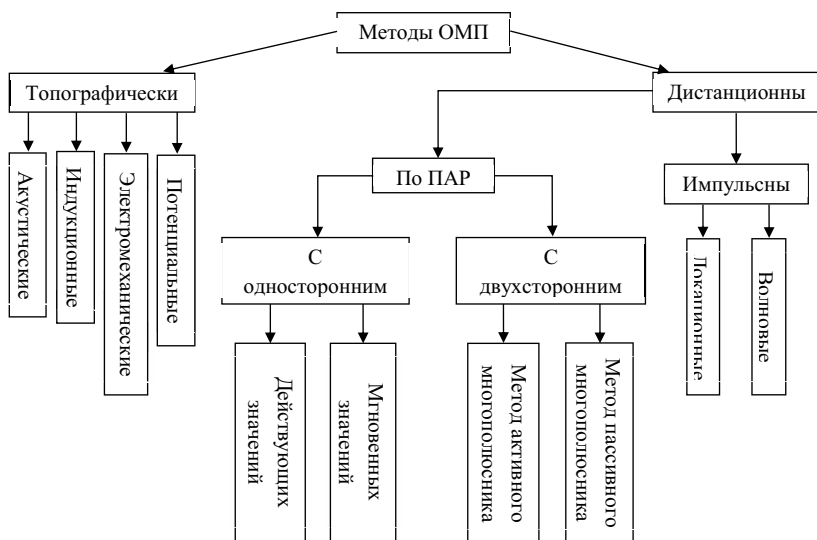 Методы ОМП
Топографически
Дистанционны
Акустические
Индукционные
Электромеханические
Потенциальные
По ПАР
Импульсны
С
односторонним
С
двухсторонним
Локационные
Волновые
Действующих
значений
Мгновенных
значений
Метод активного
многополюсника
Метод пассивного
многополюсника